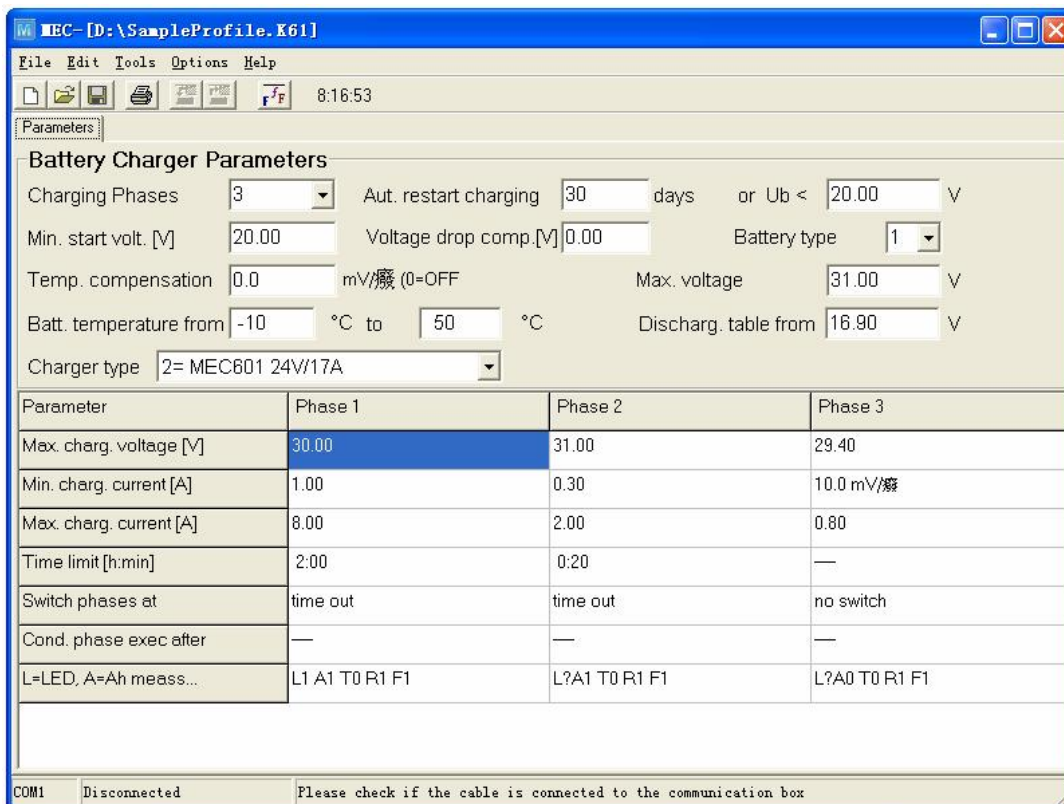 MEC-[D:\SampleProfile.K61]
File Edit Tools Options Help
8:16:53
Parameters
Battery Charger Parameters
Charging Phases 3 Aut. restart charging 30 days or Ub < 20.00 V
Min. start volt. [V] 20.00 Voltage drop comp.[V] 0.00 Battery type 1
Temp. compensation 0.0 mV/癈 (0=OFF Max. voltage 31.00 V
Batt. temperature from -10 °C to 50 °C Discharg. table from 16.90 V
Charger type 2= MEC601 24V/17A
Parameter Phase 1 Phase 2 Phase 3
Max. charg. voltage [V] 30.00 31.00 29.40
Min. charg. current [A] 1.00 0.30 10.0 mV/癈
Max. charg. current [A] 8.00 2.00 0.80
Time limit [h:min] 2:00 0:20 —
Switch phases at time out time out no switch
Cond. phase exec after — — —
L=LED, A=Ah meass... L1 A1 T0 R1 F1 L?A1 T0 R1 F1 L?A0 T0 R1 F1
COM1 Disconnected Please check if the cable is connected to the communication box